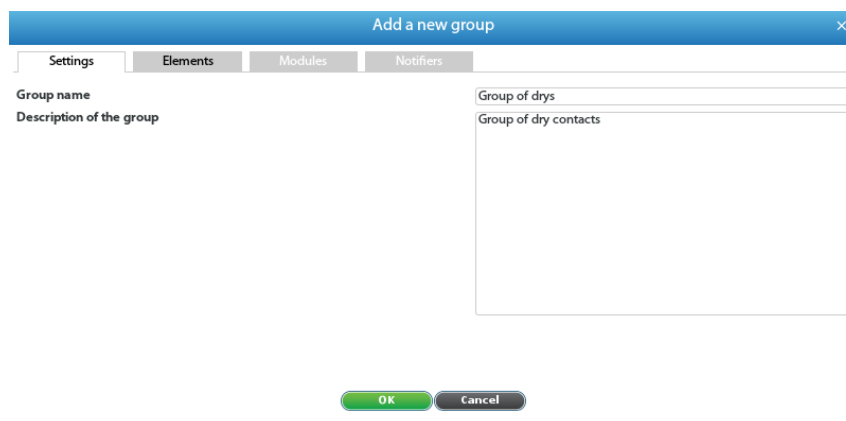 Add a new group ×
Settings Elements Modules Notifiers
Group name Group of drys
Description of the group Group of dry contacts
OK Cancel